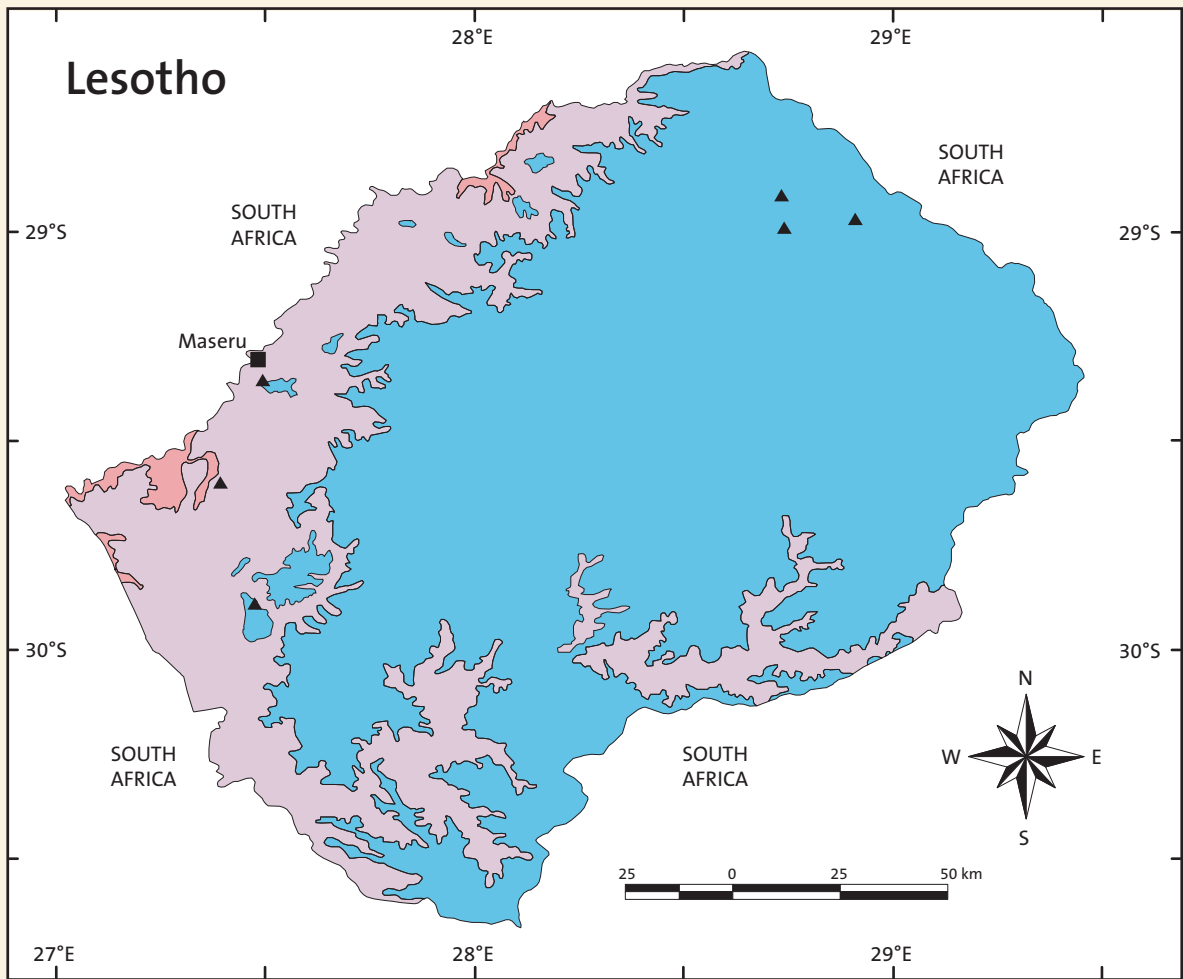 28°E
29°E
Lesotho
SOUTH
AFRICA
SOUTH
AFRICA
29°S
29°S
Maseru
30°S
30°S
N
SOUTH
AFRICA
SOUTH
AFRICA
W
E
S
25
0
25
50 km
27°E
28°E
29°E